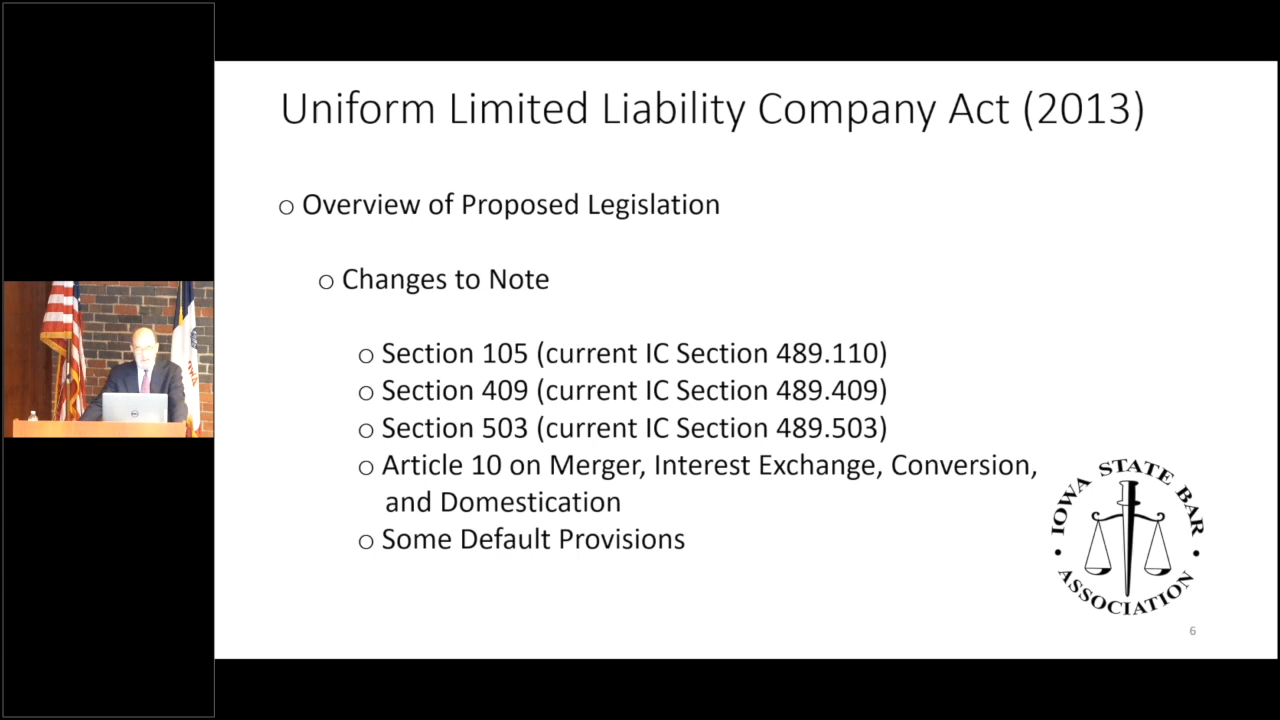 Uniform Limited Liability Company Act (2013)
o Overview of Proposed Legislation
o Changes to Note
o Section 105 (current IC Section 489.110)
o Section 409 (current IC Section 489.409)
o Section 503 (current IC Section 489.503)
o Article 10 on Merger, Interest Exchange, Conversion,
and Domestication
o Some Default Provisions
IOWA STATE BAR
ASSOCIATION
6